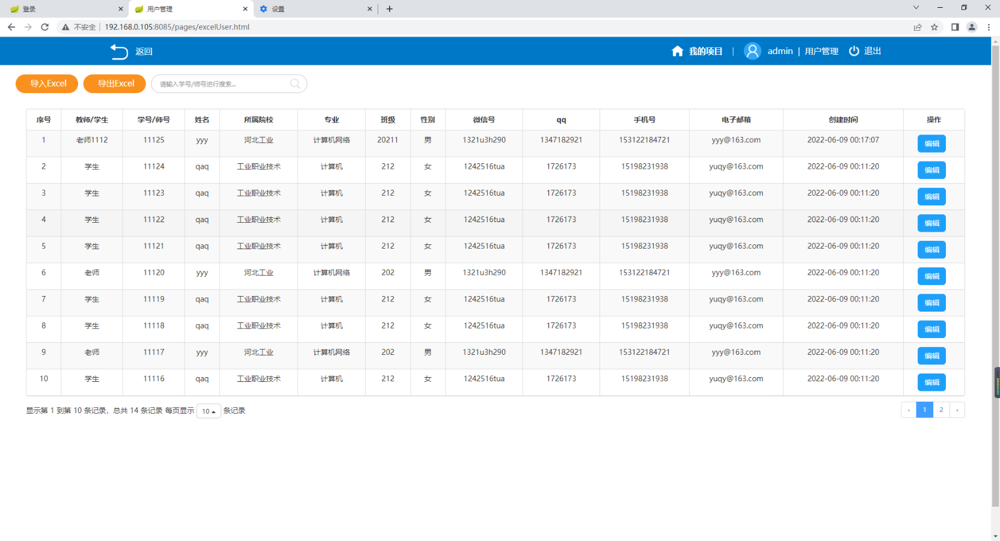 登录 用户管理 设置
不安全 192.168.0.105:8085/pages/excelUser.html
返回 我的项目 | admin | 用户管理 退出
导入Excel 导出Excel 请输入学号/师号进行搜索...
序号 教师/学生 学号/师号 姓名 所属院校 专业 班级 性别 微信号 qq 手机号 电子邮箱 创建时间 操作
1 老师1112 11125 yyy 河北工业 计算机网络 20211 男 1321u3h290 1347182921 153122184721 yyy@163.com 2022-06-09 00:17:07 编辑
2 学生 11124 qaq 工业职业技术 计算机 212 女 1242516tua 1726173 15198231938 yuqy@163.com 2022-06-09 00:11:20 编辑
3 学生 11123 qaq 工业职业技术 计算机 212 女 1242516tua 1726173 15198231938 yuqy@163.com 2022-06-09 00:11:20 编辑
4 学生 11122 qaq 工业职业技术 计算机 212 女 1242516tua 1726173 15198231938 yuqy@163.com 2022-06-09 00:11:20 编辑
5 学生 11121 qaq 工业职业技术 计算机 212 女 1242516tua 1726173 15198231938 yuqy@163.com 2022-06-09 00:11:20 编辑
6 老师 11120 yyy 河北工业 计算机网络 202 男 1321u3h290 1347182921 153122184721 yyy@163.com 2022-06-09 00:11:20 编辑
7 学生 11119 qaq 工业职业技术 计算机 212 女 1242516tua 1726173 15198231938 yuqy@163.com 2022-06-09 00:11:20 编辑
8 学生 11118 qaq 工业职业技术 计算机 212 女 1242516tua 1726173 15198231938 yuqy@163.com 2022-06-09 00:11:20 编辑
9 老师 11117 yyy 河北工业 计算机网络 202 男 1321u3h290 1347182921 153122184721 yyy@163.com 2022-06-09 00:11:20 编辑
10 学生 11116 qaq 工业职业技术 计算机 212 女 1242516tua 1726173 15198231938 yuqy@163.com 2022-06-09 00:11:20 编辑
显示第 1 到第 10 条记录，总共 14 条记录 每页显示 10 条记录 ‹ 1 2 ›